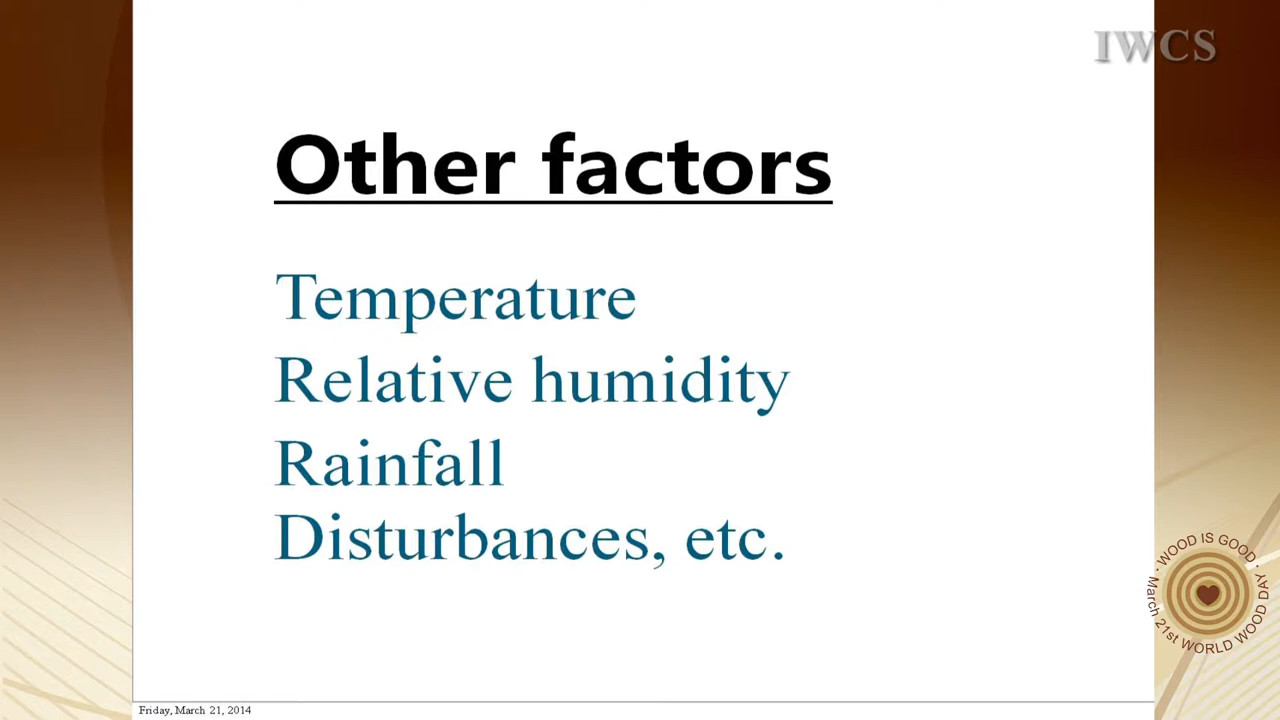 IWCS
Other factors
Temperature
Relative humidity
Rainfall
Disturbances, etc.
· WOOD IS GOOD ·
March 21st WORLD WOOD DAY
Friday, March 21, 2014